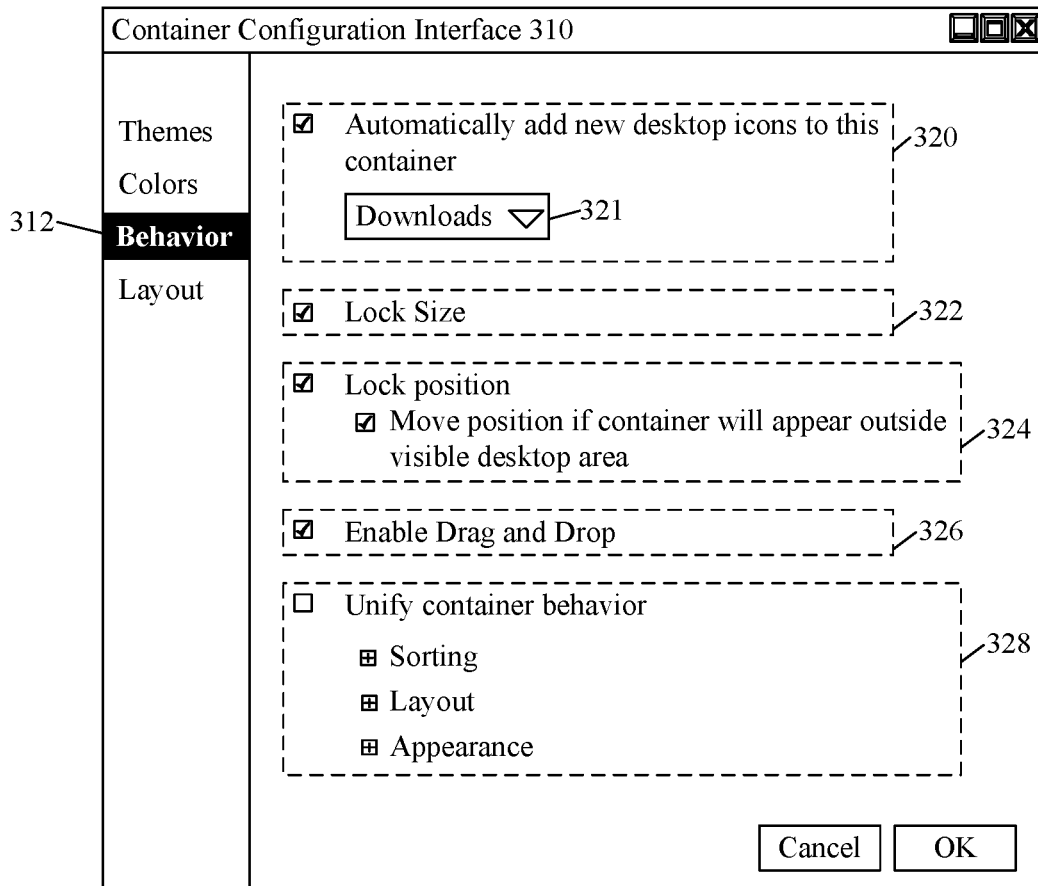 Container Configuration Interface 310
Themes
Colors
312
Behavior
Layout
Automatically add new desktop icons to this
container
320
Downloads
321
Lock Size
322
Lock position
Move position if container will appear outside
visible desktop area
324
Enable Drag and Drop
326
Unify container behavior
Sorting
328
Layout
Appearance
Cancel
OK